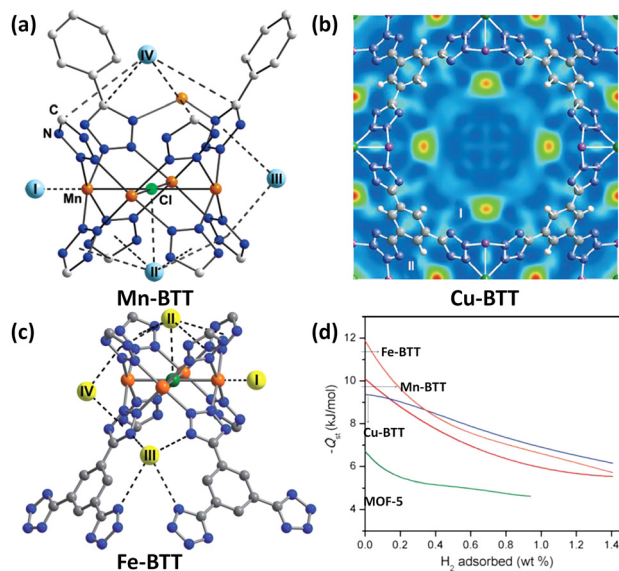 (a)
IV
C
N
I
Mn
Cl
III
II
Mn-BTT
(b)
I
II
Cu-BTT
(c)
II
IV
I
III
Fe-BTT
(d)
-Qst (kJ/mol)
12
10
8
6
4
Fe-BTT
Mn-BTT
Cu-BTT
MOF-5
0.0 0.2 0.4 0.6 0.8 1.0 1.2 1.4
H2 adsorbed (wt %)